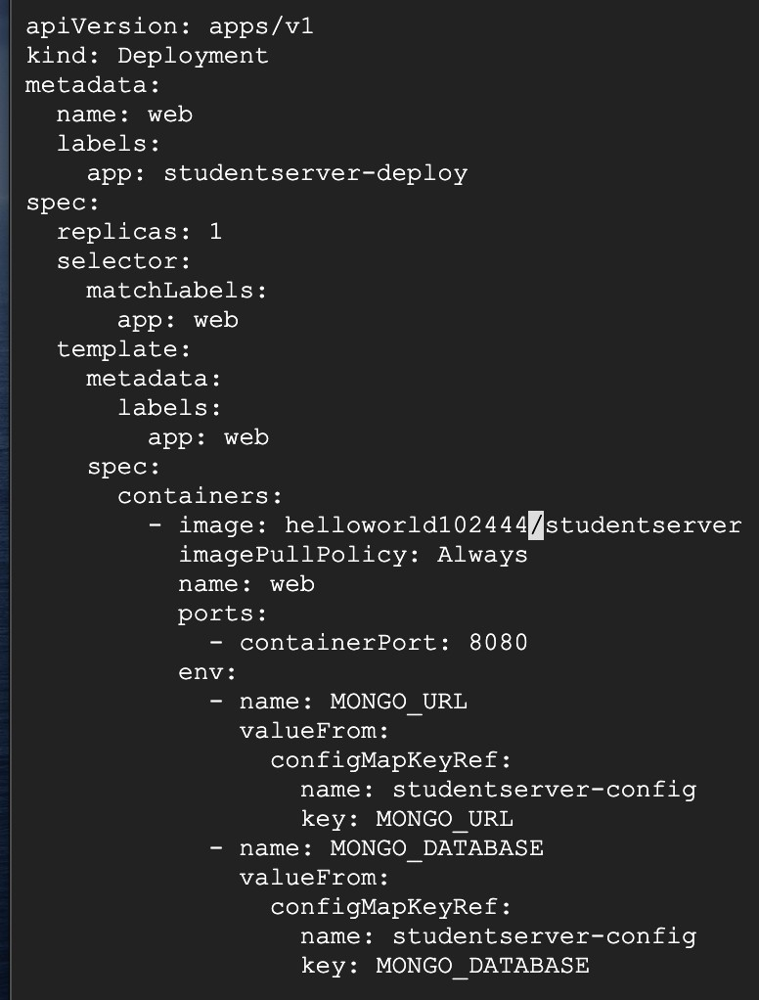 apiVersion: apps/v1
kind: Deployment
metadata:
  name: web
  labels:
    app: studentserver-deploy
spec:
  replicas: 1
  selector:
    matchLabels:
      app: web
  template:
    metadata:
      labels:
        app: web
    spec:
      containers:
        - image: helloworld102444/studentserver
          imagePullPolicy: Always
          name: web
          ports:
            - containerPort: 8080
          env:
            - name: MONGO_URL
              valueFrom:
                configMapKeyRef:
                  name: studentserver-config
                  key: MONGO_URL
            - name: MONGO_DATABASE
              valueFrom:
                configMapKeyRef:
                  name: studentserver-config
                  key: MONGO_DATABASE